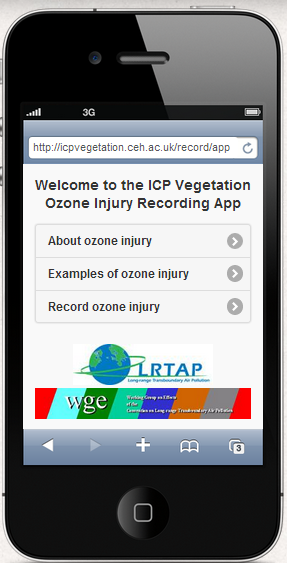 3G
http://icpvegetation.ceh.ac.uk/record/app
Welcome to the ICP Vegetation
Ozone Injury Recording App
About ozone injury
Examples of ozone injury
Record ozone injury
LRTAP
Long-range Transboundary Air Pollution
wge
Working Group on Effects
of the
Convention on Long-range Transboundary Air Pollution
3